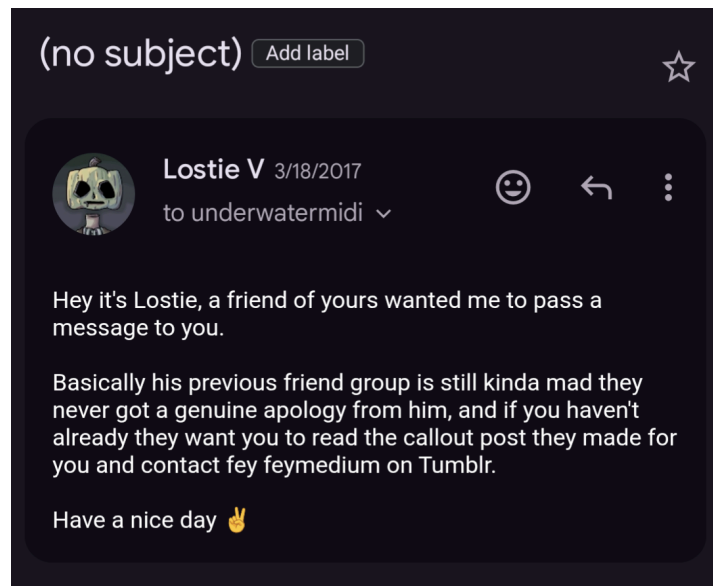 (no subject) Add label
Lostie V 3/18/2017
to underwatermidi
Hey it's Lostie, a friend of yours wanted me to pass a
message to you.
Basically his previous friend group is still kinda mad they
never got a genuine apology from him, and if you haven't
already they want you to read the callout post they made for
you and contact fey feymedium on Tumblr.
Have a nice day ✌️